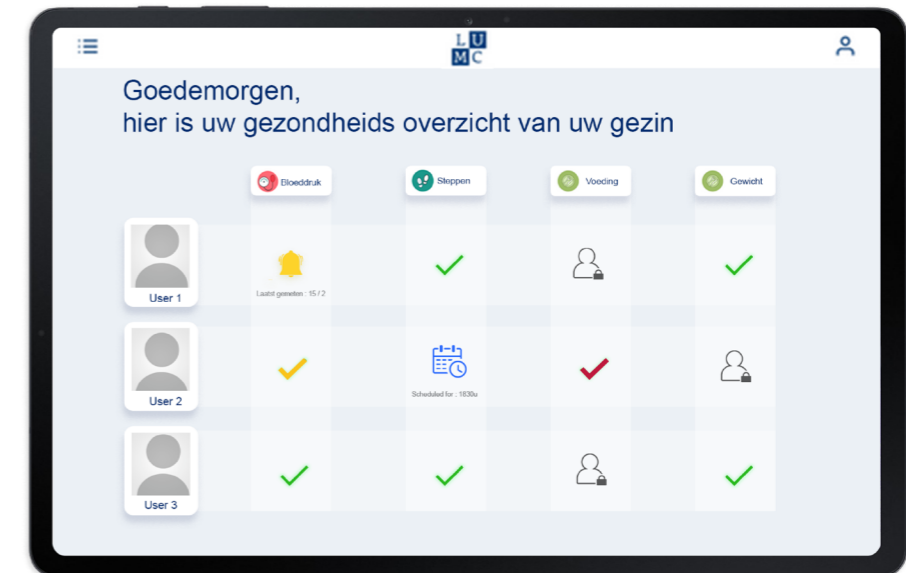 L U
M C
Goedemorgen,
hier is uw gezondheids overzicht van uw gezin
Bloeddruk
Steppen
Voeding
Gewicht
User 1
Laatst gemeten : 15 / 2
User 2
Scheduled for : 1830u
User 3